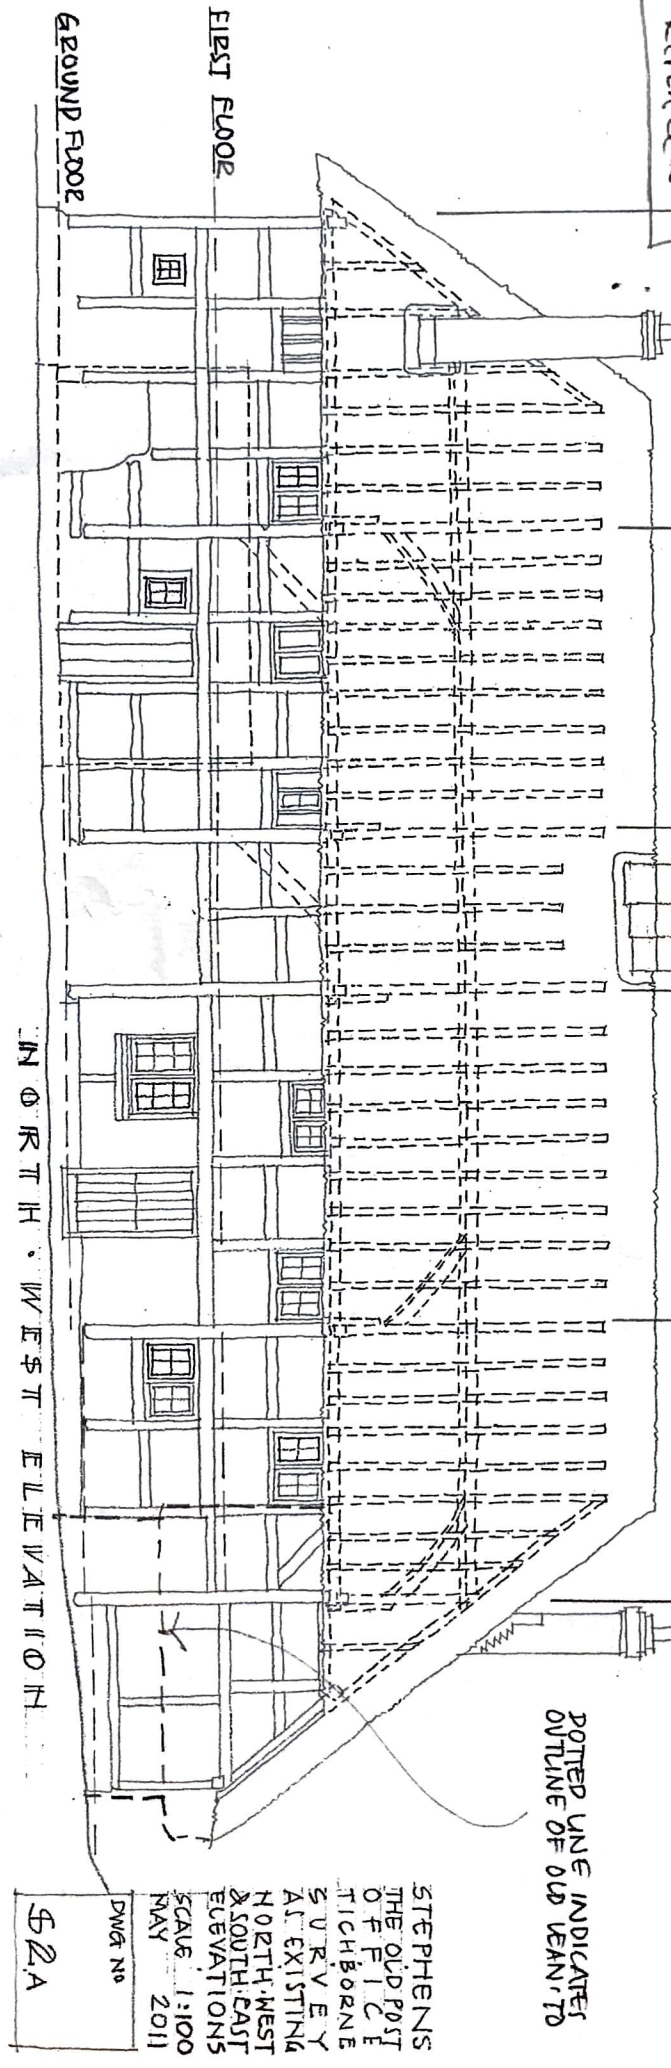 FIRST FLOOR
GROUND FLOOR
NORTH·WEST ELEVATION
DOTTED LINE INDICATES
OUTLINE OF OLD LEAN·TO
STEPHENS
THE OLD POST
OFFICE
TICHBORNE
SURVEY
AS EXISTING
NORTH·WEST
& SOUTH·EAST
ELEVATIONS
SCALE 1:100
MAY 2011
DWG NO
S2A